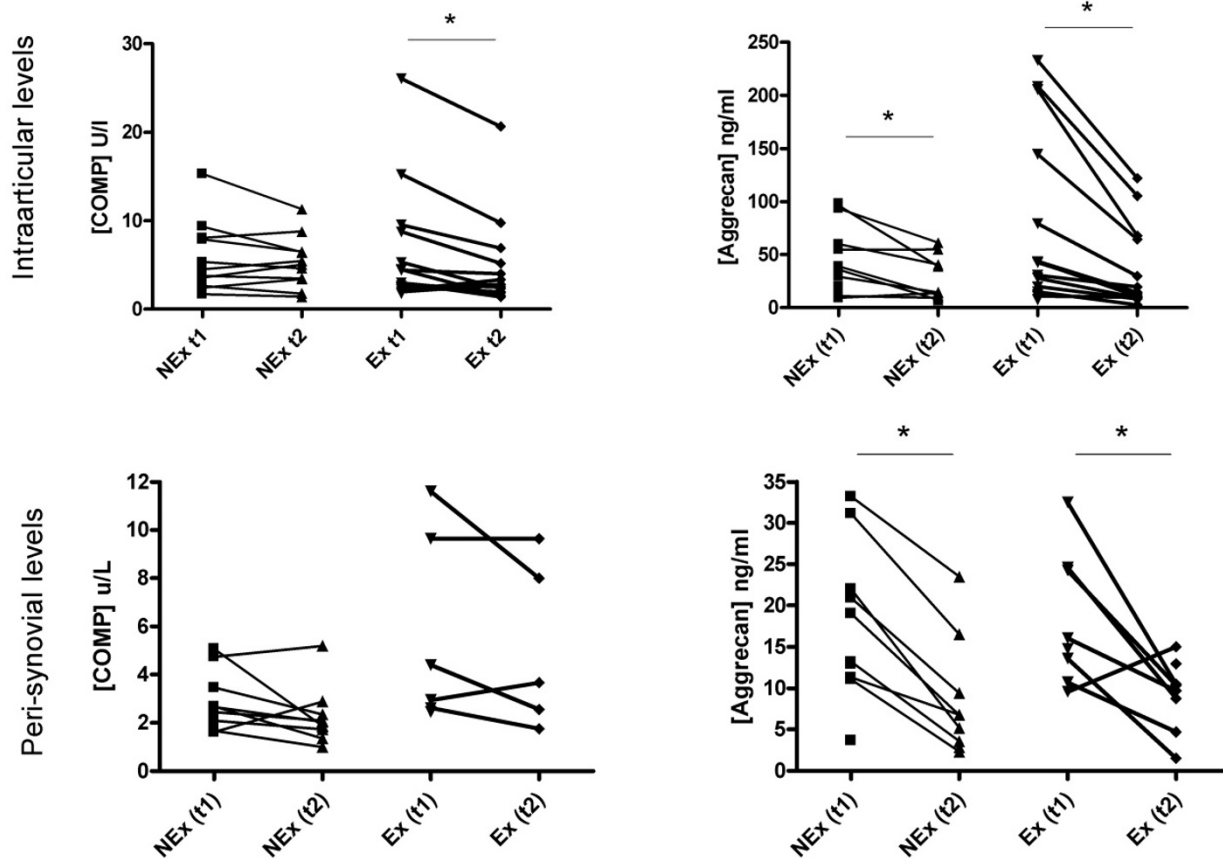 Intraarticular levels
[COMP] U/l
30
20
10
0
*
NEx t1
NEx t2
Ex t1
Ex t2
[Aggrecan] ng/ml
250
200
150
100
50
0
*
*
NEx (t1)
NEx (t2)
Ex (t1)
Ex (t2)
Peri-synovial levels
[COMP] u/L
12
10
8
6
4
2
0
NEx (t1)
NEx (t2)
Ex (t1)
Ex (t2)
[Aggrecan] ng/ml
35
30
25
20
15
10
5
0
*
*
NEx (t1)
NEx (t2)
Ex (t1)
Ex (t2)